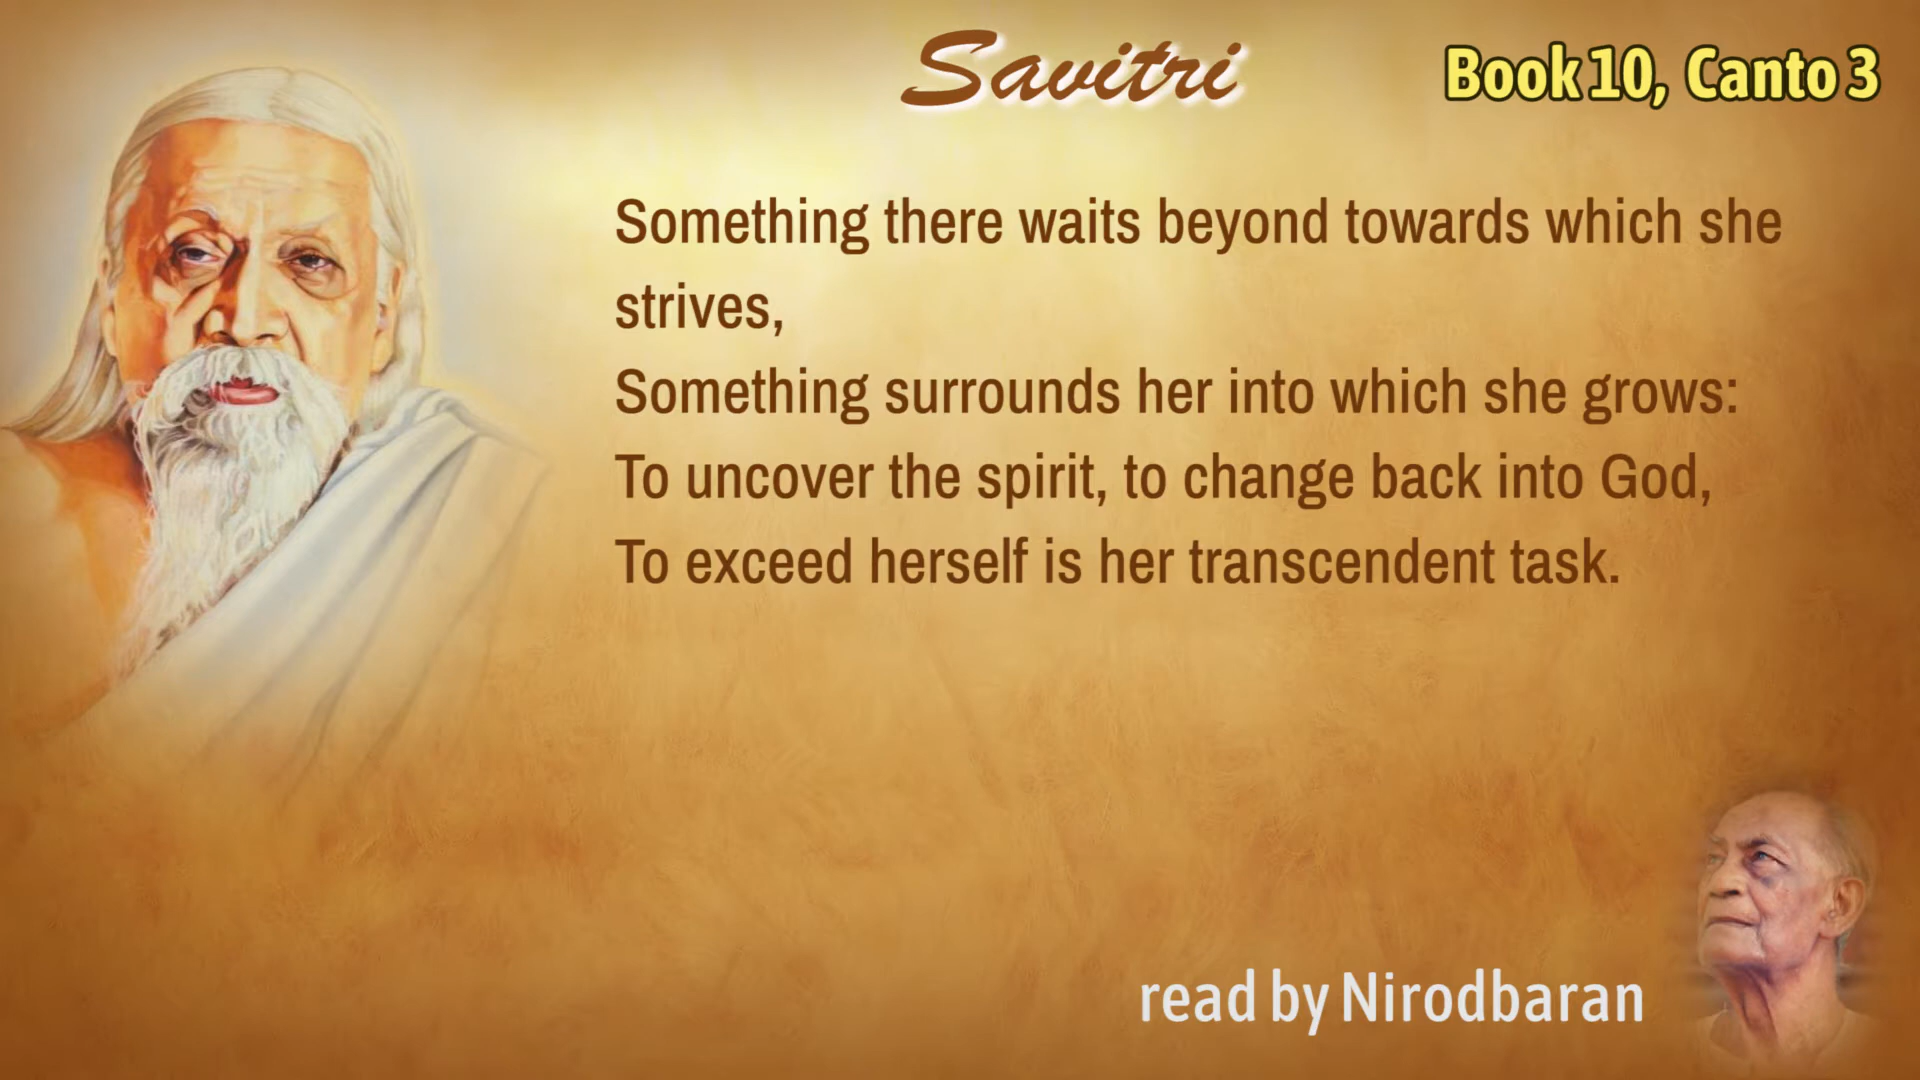 Savitri
Book 10, Canto 3
Something there waits beyond towards which she
strives,
Something surrounds her into which she grows:
To uncover the spirit, to change back into God,
To exceed herself is her transcendent task.
read by Nirodbaran